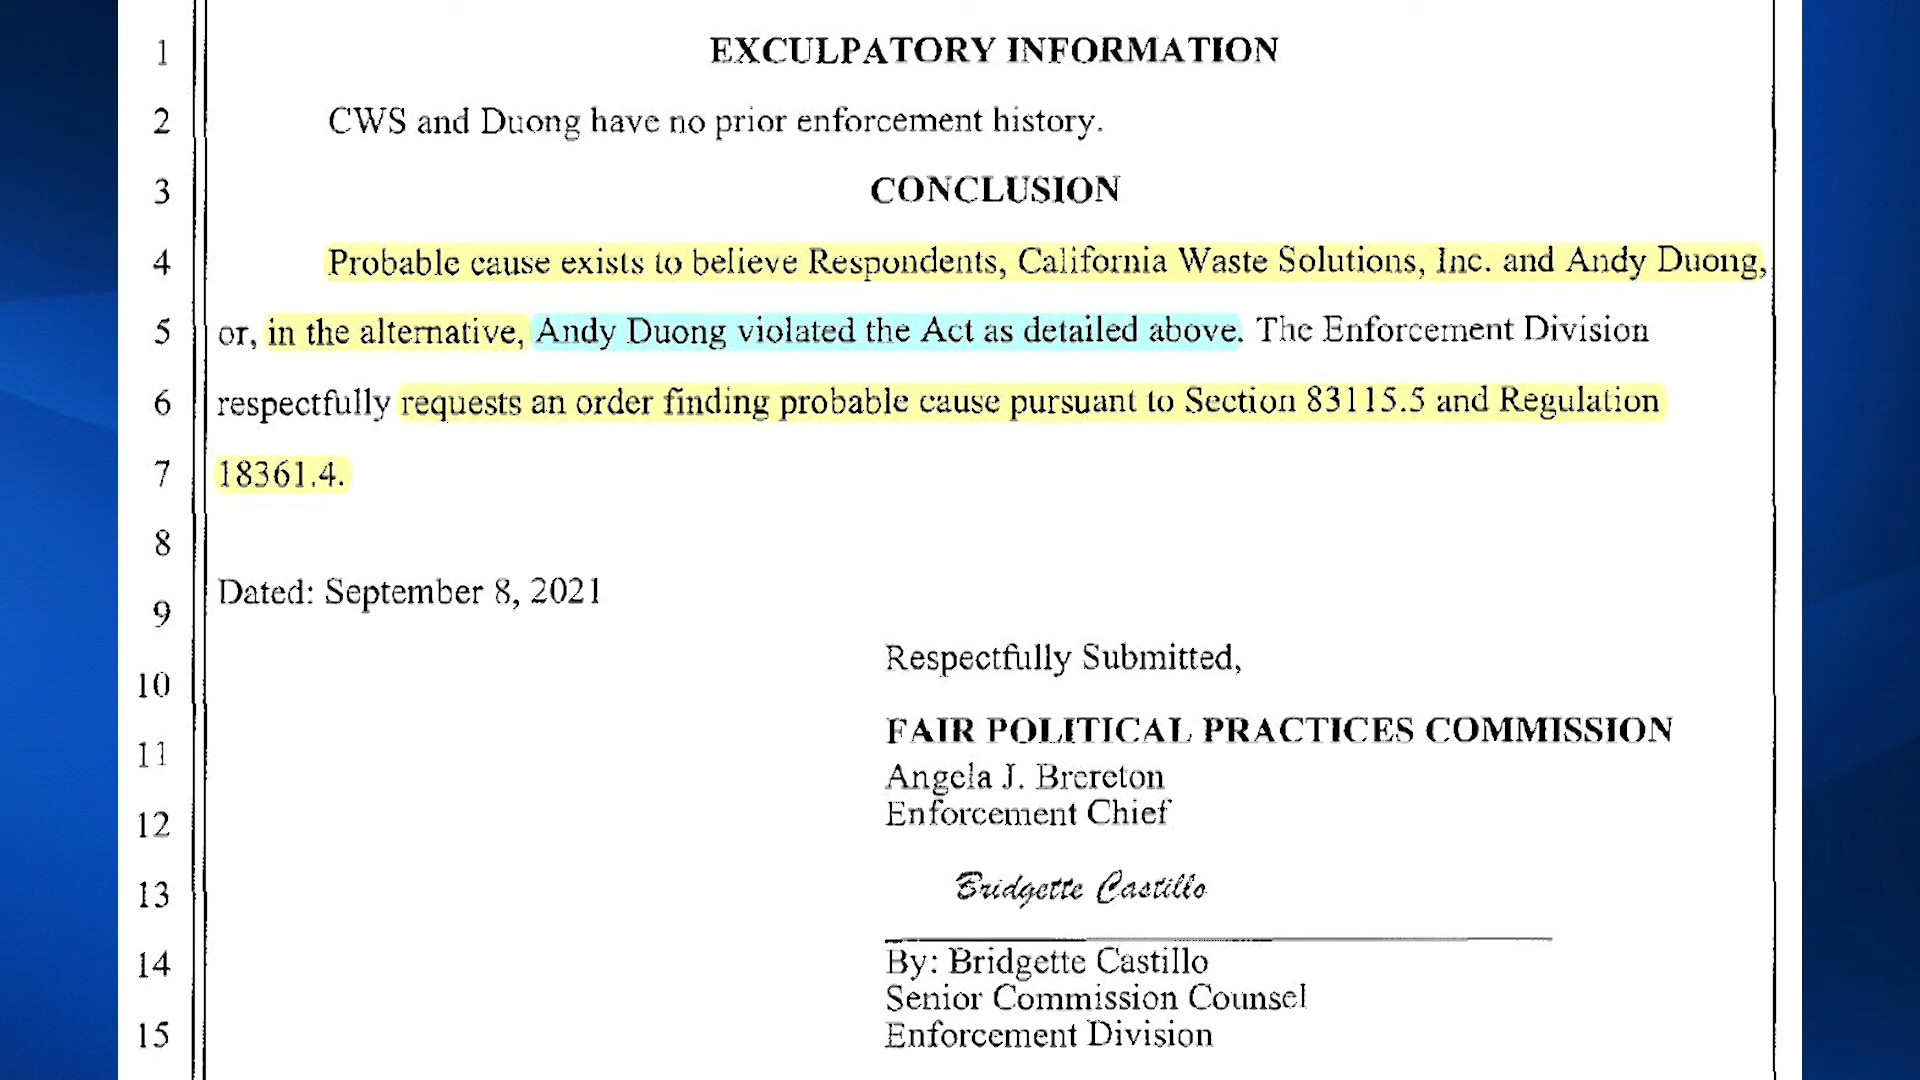 1 EXCULPATORY INFORMATION
2 CWS and Duong have no prior enforcement history.
3 CONCLUSION
4 Probable cause exists to believe Respondents, California Waste Solutions, Inc. and Andy Duong,
5 or, in the alternative, Andy Duong violated the Act as detailed above. The Enforcement Division
6 respectfully requests an order finding probable cause pursuant to Section 83115.5 and Regulation
7 18361.4.
8
Dated: September 8, 2021
9
Respectfully Submitted,
10
FAIR POLITICAL PRACTICES COMMISSION
11
Angela J. Brereton
Enforcement Chief
12
13 Bridgette Castillo
14 By: Bridgette Castillo
Senior Commission Counsel
15 Enforcement Division